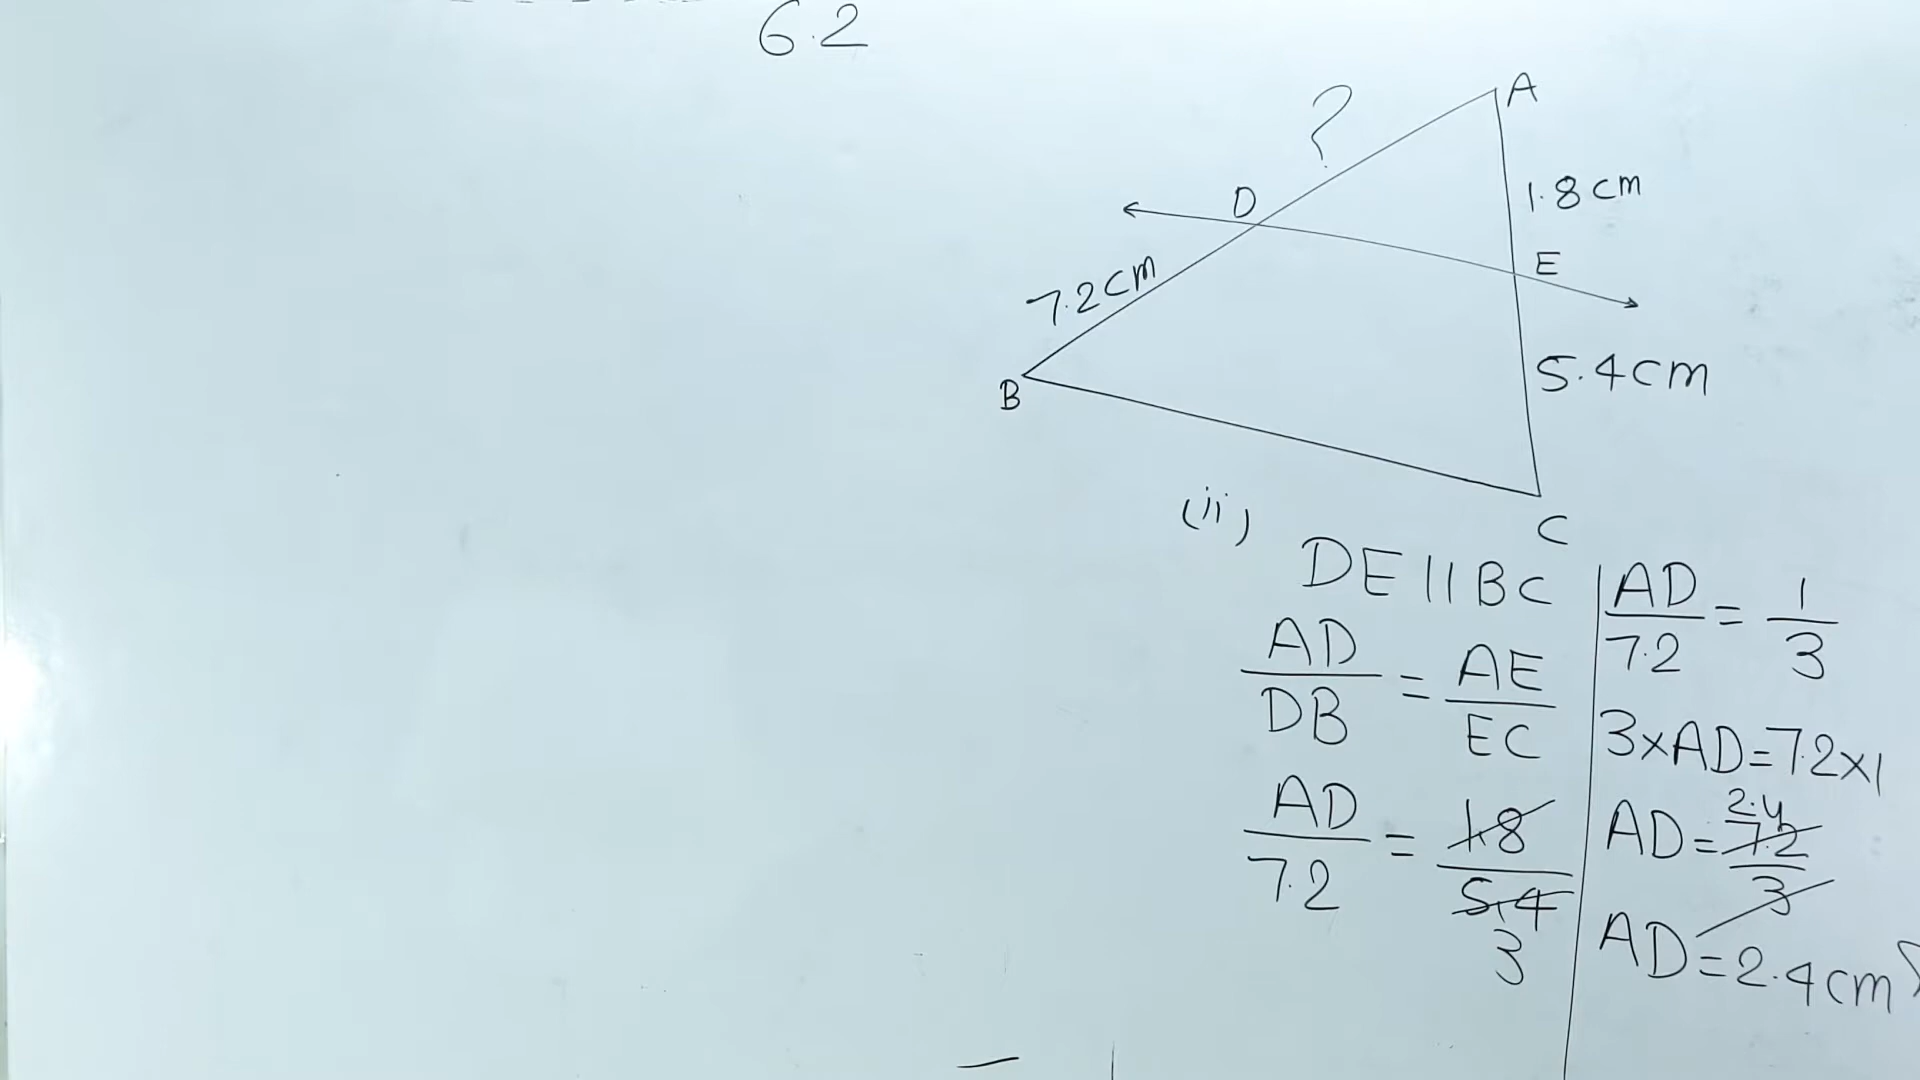 6.2
A
?
D
1.8cm
E
7.2cm
5.4cm
B
C
(ii)
DE || BC
AD/DB = AE/EC
AD/7.2 = 1.8/5.4
3
AD/7.2 = 1/3
3×AD=7.2×1
2.4
AD=7.2/3
AD=2.4cm